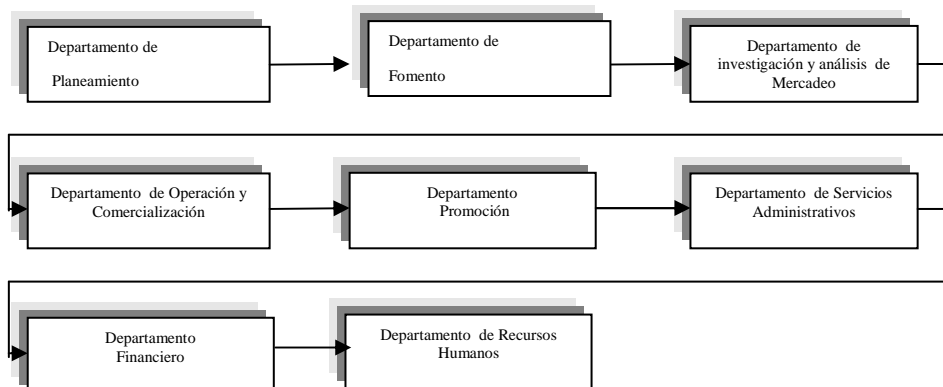 Departamento de
Planeamiento
Departamento de
Fomento
Departamento de
investigación y análisis de
Mercadeo
Departamento de Operación y
Comercialización
Departamento
Promoción
Departamento de Servicios
Administrativos
Departamento
Financiero
Departamento de Recursos
Humanos